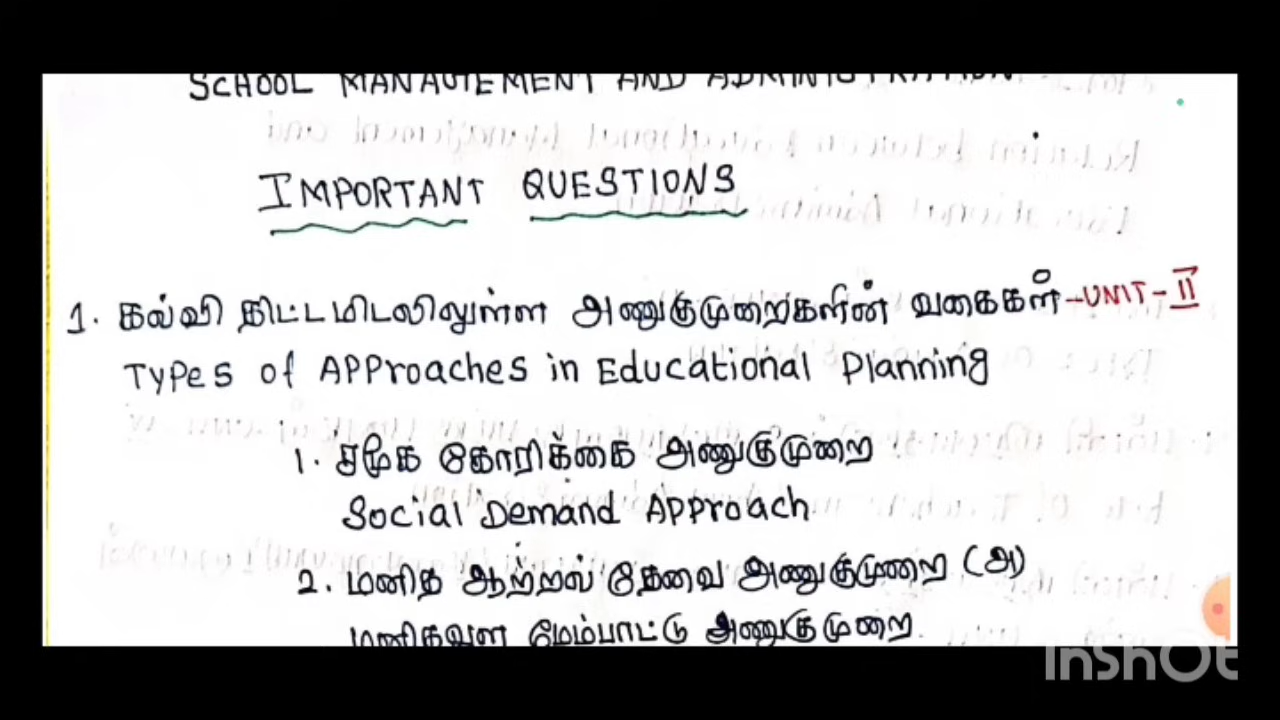 SCHOOL MANAGEMENT AND ADMINISTRATION
IMPORTANT QUESTIONS
1. கல்வி திட்டமிடலிலுள்ள அணுகுமுறைகளின் வகைகள் -UNIT-II
Types of APProaches in Educational Planning
1. சமூக கோரிக்கை அணுகுமுறை
Social Demand APProach
2. மனித ஆற்றல் தேவை அணுகுமுறை (அ)
மனிதவள மேம்பாட்டு அணுகுமுறை
InShOt